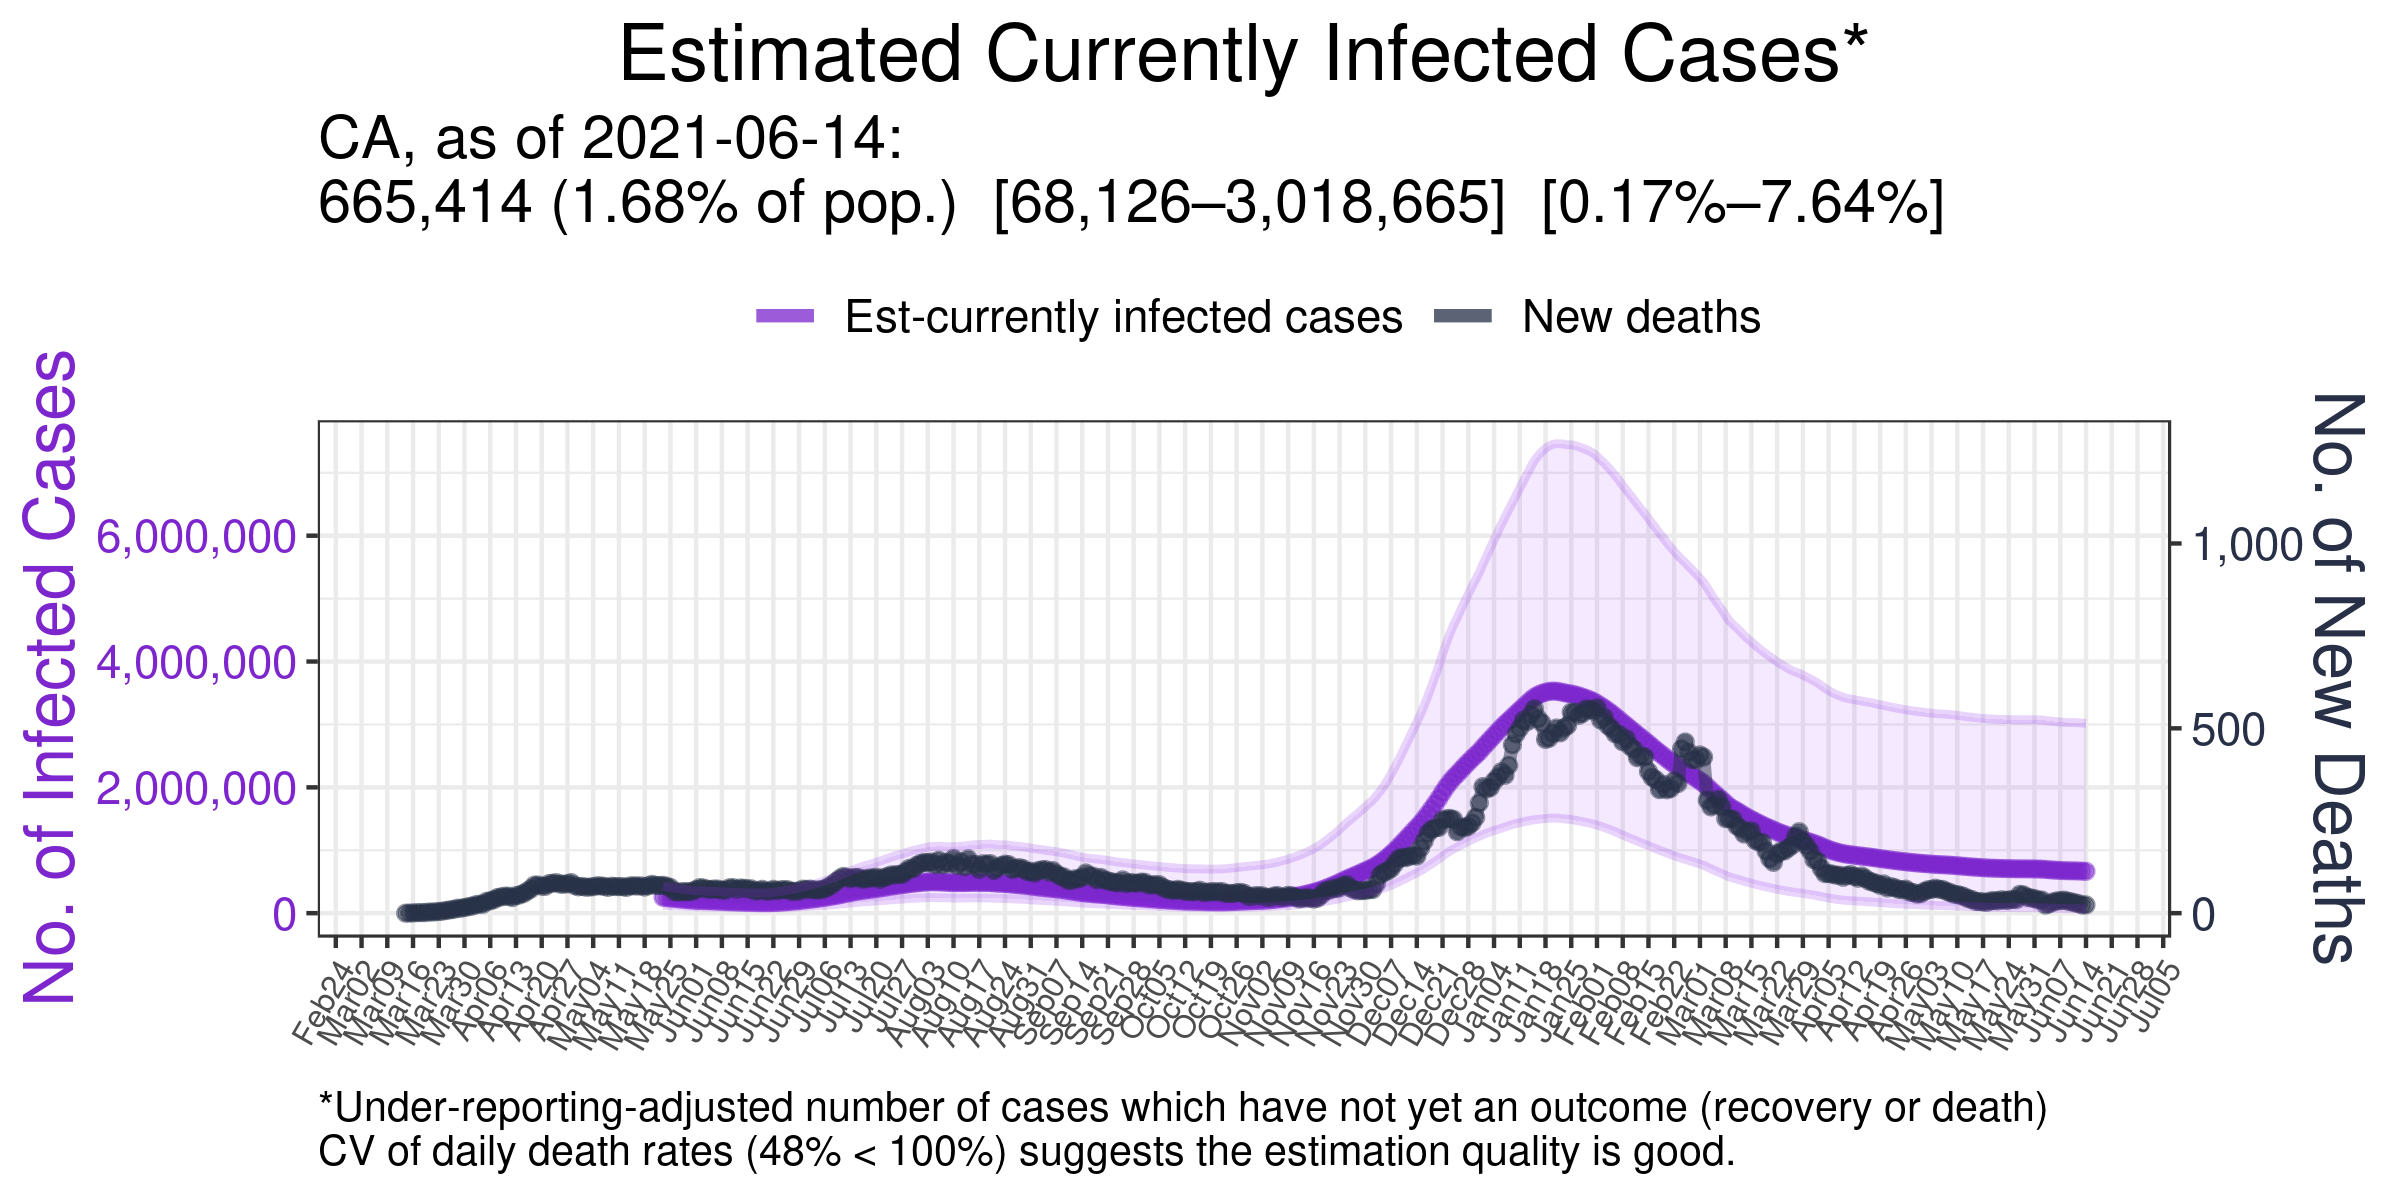 Estimated Currently Infected Cases*
CA, as of 2021-06-14:
665,414 (1.68% of pop.) [68,126–3,018,665] [0.17%–7.64%]
Est-currently infected cases New deaths
No. of Infected Cases
6,000,000
4,000,000
2,000,000
0
1,000
500
0
No. of New Deaths
Feb24 Mar02 Mar09 Mar16 Mar23 Mar30 Apr06 Apr13 Apr20 Apr27 May04 May11 May18 May25 Jun01 Jun08 Jun15 Jun22 Jun29 Jul06 Jul13 Jul20 Jul27 Aug03 Aug10 Aug17 Aug24 Aug31 Sep07 Sep14 Sep21 Sep28 Oct05 Oct12 Oct19 Oct26 Nov02 Nov09 Nov16 Nov23 Nov30 Dec07 Dec14 Dec21 Dec28 Jan04 Jan11 Jan18 Jan25 Feb01 Feb08 Feb15 Feb22 Mar01 Mar08 Mar15 Mar22 Mar29 Apr05 Apr12 Apr19 Apr26 May03 May10 May17 May24 May31 Jun07 Jun14 Jun21 Jun28 Jul05
*Under-reporting-adjusted number of cases which have not yet an outcome (recovery or death)
CV of daily death rates (48% < 100%) suggests the estimation quality is good.